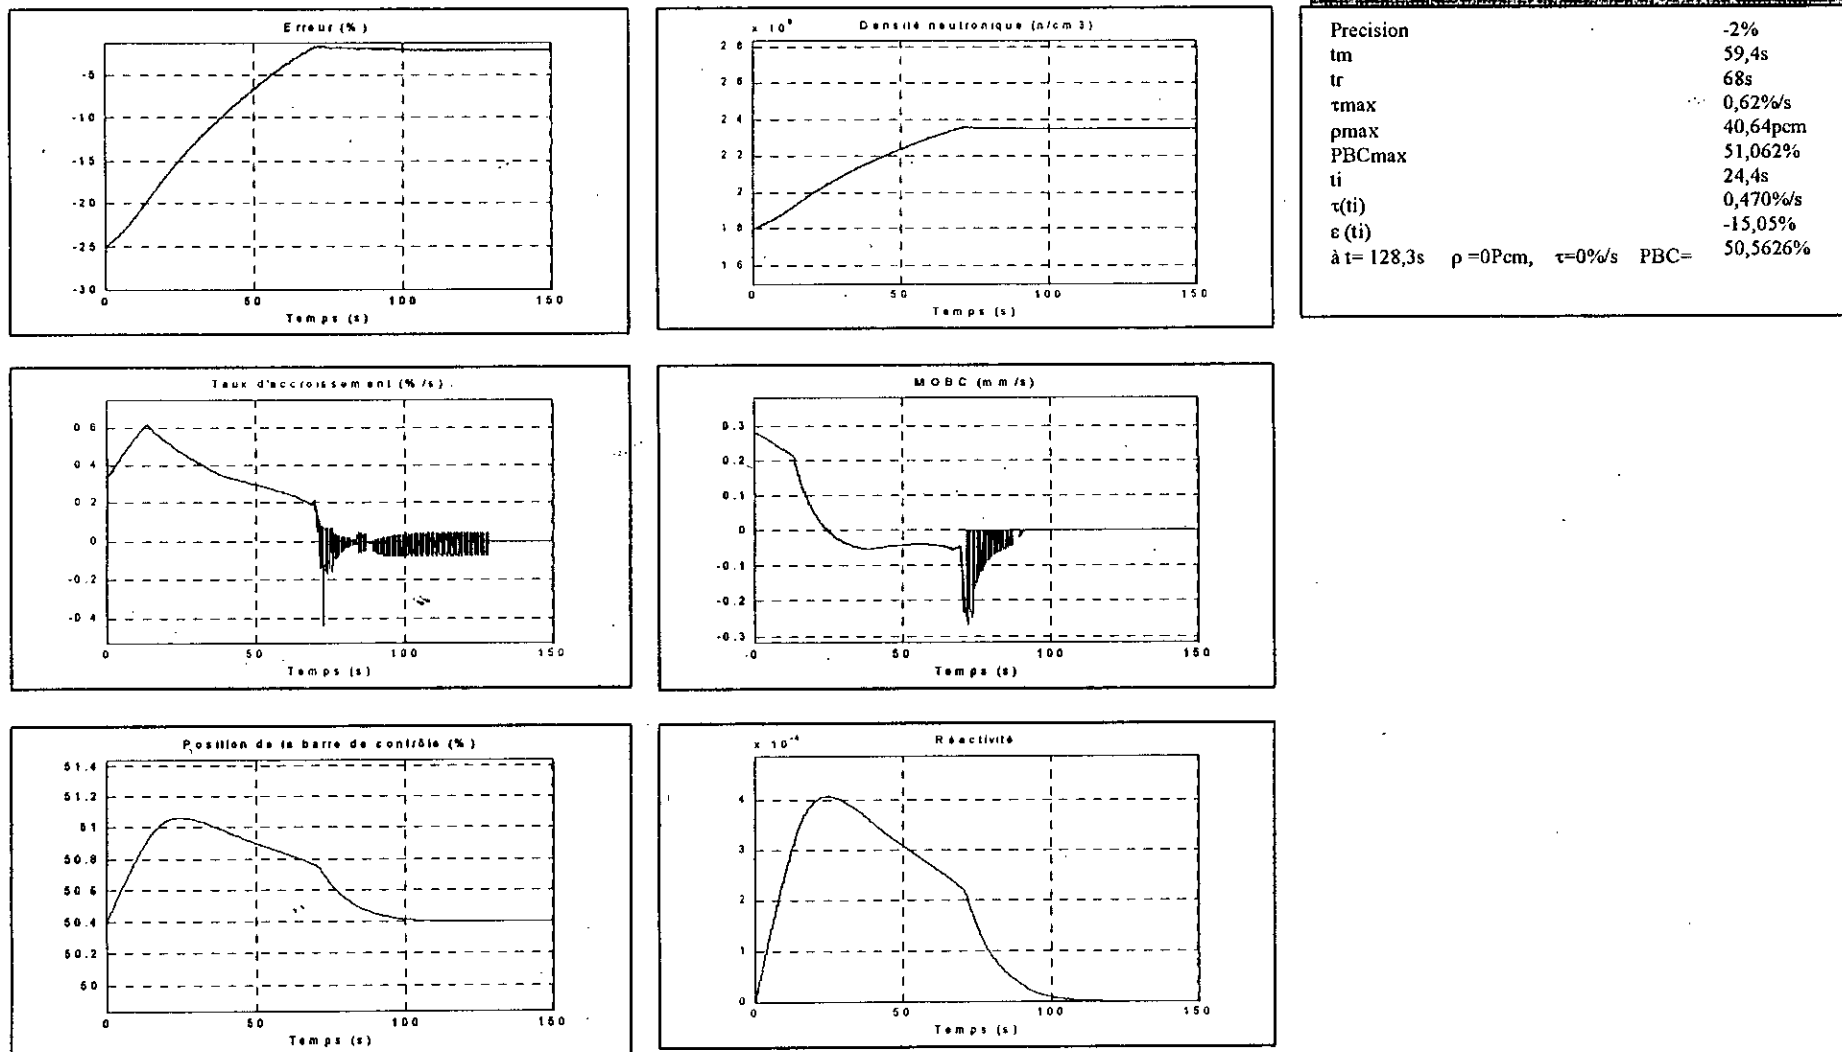 Erreur (%)
-5
-10
-15
-20
-25
-30
0 50 100 150
Temps (s)
Densité neutronique (n/cm3)
x 10
2 8
2 6
2 4
2 2
2
1 8
1 6
0 50 100 150
Temps (s)
Precision -2%
tm 59,4s
tr 68s
τmax 0,62%/s
ρmax 40,64pcm
PBCmax 51,062%
ti 24,4s
τ(ti) 0,470%/s
ε (ti) -15,05%
à t= 128,3s ρ =0Pcm, τ=0%/s PBC= 50,5626%
Taux d'accroissement (%/s)
0 6
0 4
0 2
0
-0.2
-0 4
0 50 100 150
Temps (s)
MOBC (mm/s)
0.3
0.2
0.1
0
-0.1
-0.2
-0.3
-0 50 100 150
Temps (s)
Position de la barre de contrôle (%)
51.4
51.2
51
50.8
50.6
50.4
50.2
50
0 50 100 150
Temps (s)
x 10-4
Réactivité
4
3
2
1
0
0 50 100 150
Temps (s)